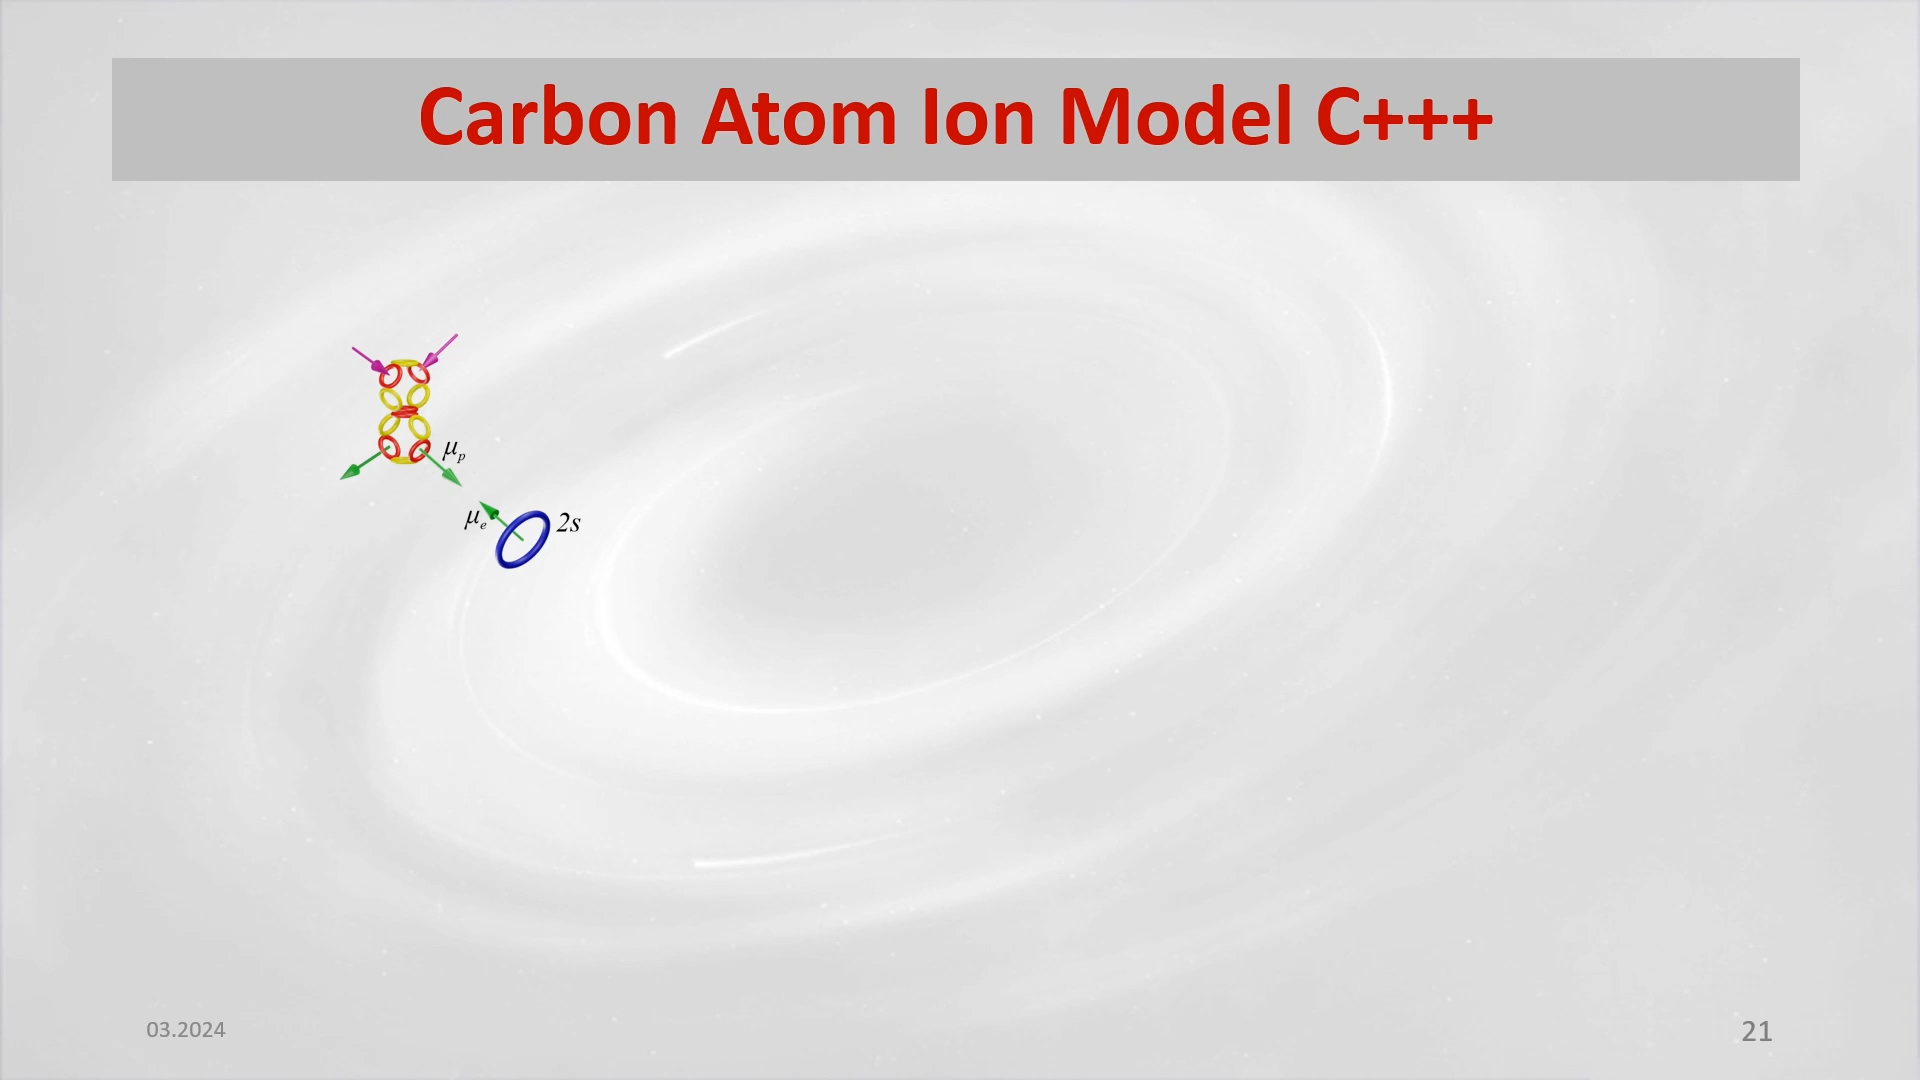 Carbon Atom Ion Model C+++
μp
μe
2s
03.2024
21